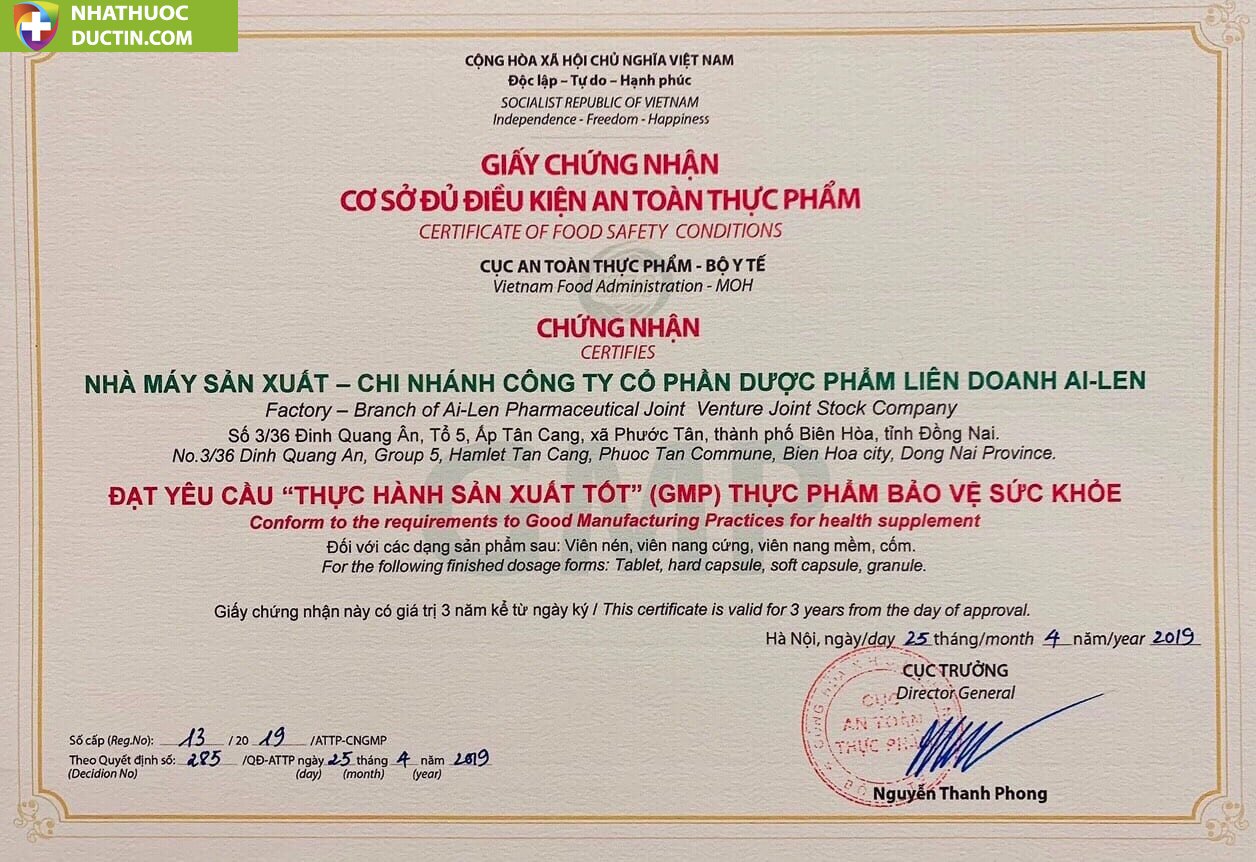 NHATHUOC
DUCTIN.COM
CỘNG HÒA XÃ HỘI CHỦ NGHĨA VIỆT NAM
Độc lập – Tự do – Hạnh phúc
SOCIALIST REPUBLIC OF VIETNAM
Independence - Freedom - Happiness
GIẤY CHỨNG NHẬN
CƠ SỞ ĐỦ ĐIỀU KIỆN AN TOÀN THỰC PHẨM
CERTIFICATE OF FOOD SAFETY CONDITIONS
CỤC AN TOÀN THỰC PHẨM - BỘ Y TẾ
Vietnam Food Administration - MOH
CHỨNG NHẬN
CERTIFIES
NHÀ MÁY SẢN XUẤT – CHI NHÁNH CÔNG TY CỔ PHẦN DƯỢC PHẨM LIÊN DOANH AI-LEN
Factory – Branch of Ai-Len Pharmaceutical Joint Venture Joint Stock Company
Số 3/36 Đinh Quang Ân, Tổ 5, Ấp Tân Cang, xã Phước Tân, thành phố Biên Hòa, tỉnh Đồng Nai.
No.3/36 Dinh Quang An, Group 5, Hamlet Tan Cang, Phuoc Tan Commune, Bien Hoa city, Dong Nai Province.
GMP
ĐẠT YÊU CẦU “THỰC HÀNH SẢN XUẤT TỐT” (GMP) THỰC PHẨM BẢO VỆ SỨC KHỎE
Conform to the requirements to Good Manufacturing Practices for health supplement
Đối với các dạng sản phẩm sau: Viên nén, viên nang cứng, viên nang mềm, cốm.
For the following finished dosage forms: Tablet, hard capsule, soft capsule, granule.
Giấy chứng nhận này có giá trị 3 năm kể từ ngày ký / This certificate is valid for 3 years from the day of approval.
Hà Nội, ngày/day 25 tháng/month 4 năm/year 2019
CỤC TRƯỞNG
Director General
CỤC
AN TOÀN
THỰC PHẨM
Nguyễn Thanh Phong
Số cấp (Reg.No): 13 / 20 19 /ATTP-CNGMP
Theo Quyết định số: 285 /QĐ-ATTP ngày 25 tháng 4 năm 2019
(Decidion No) (day) (month) (year)